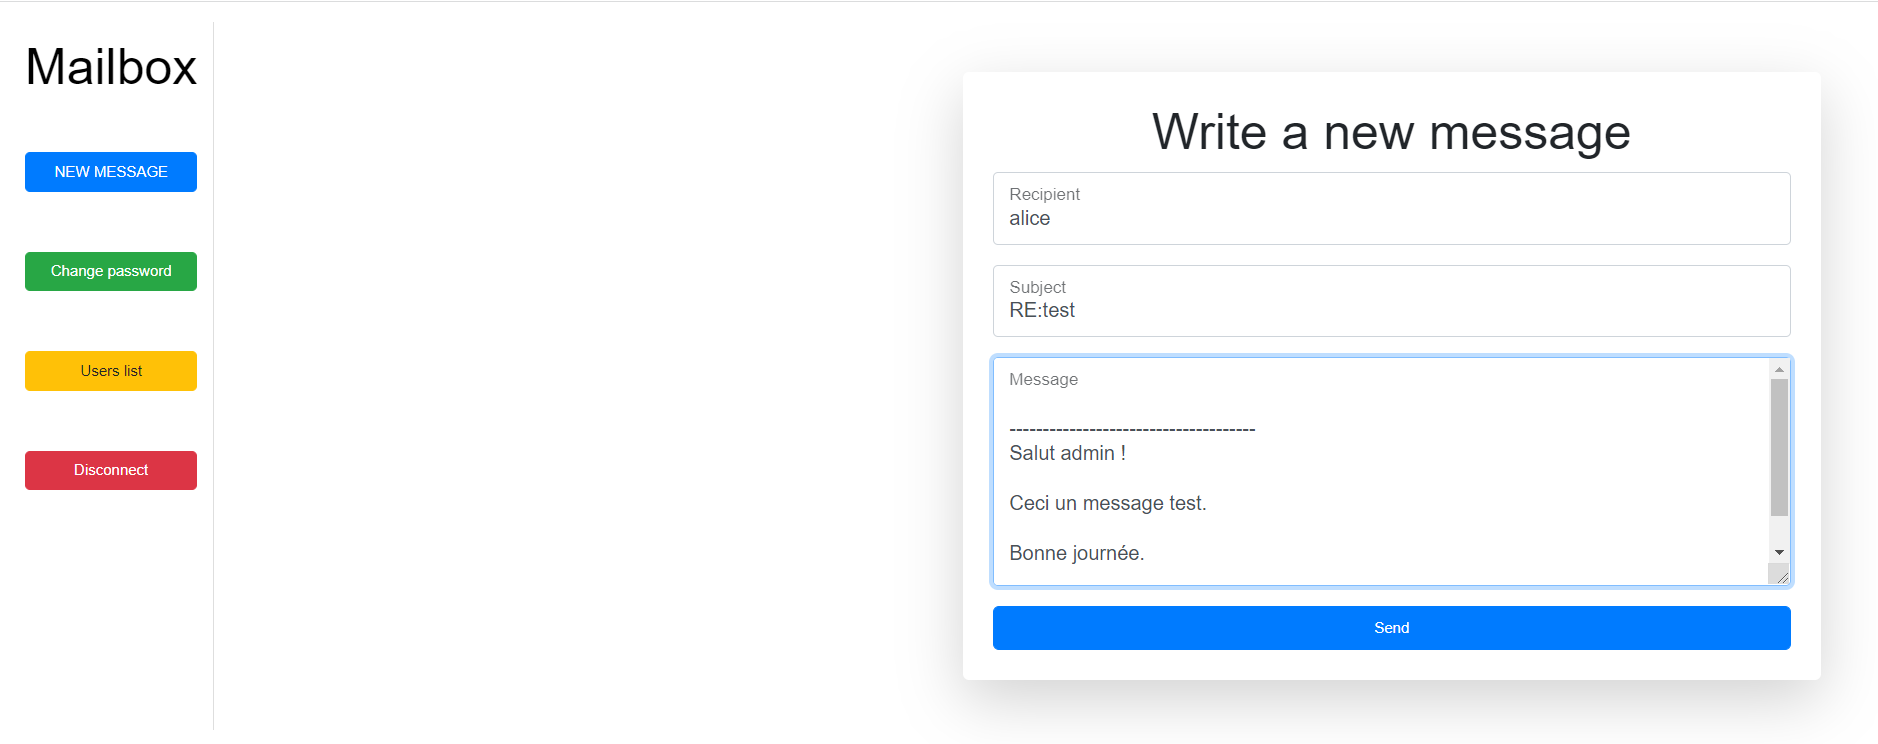 Mailbox
NEW MESSAGE
Change password
Users list
Disconnect
Write a new message
Recipient
alice
Subject
RE:test
Message
-------------------------------------
Salut admin !
Ceci un message test.
Bonne journée.
Send